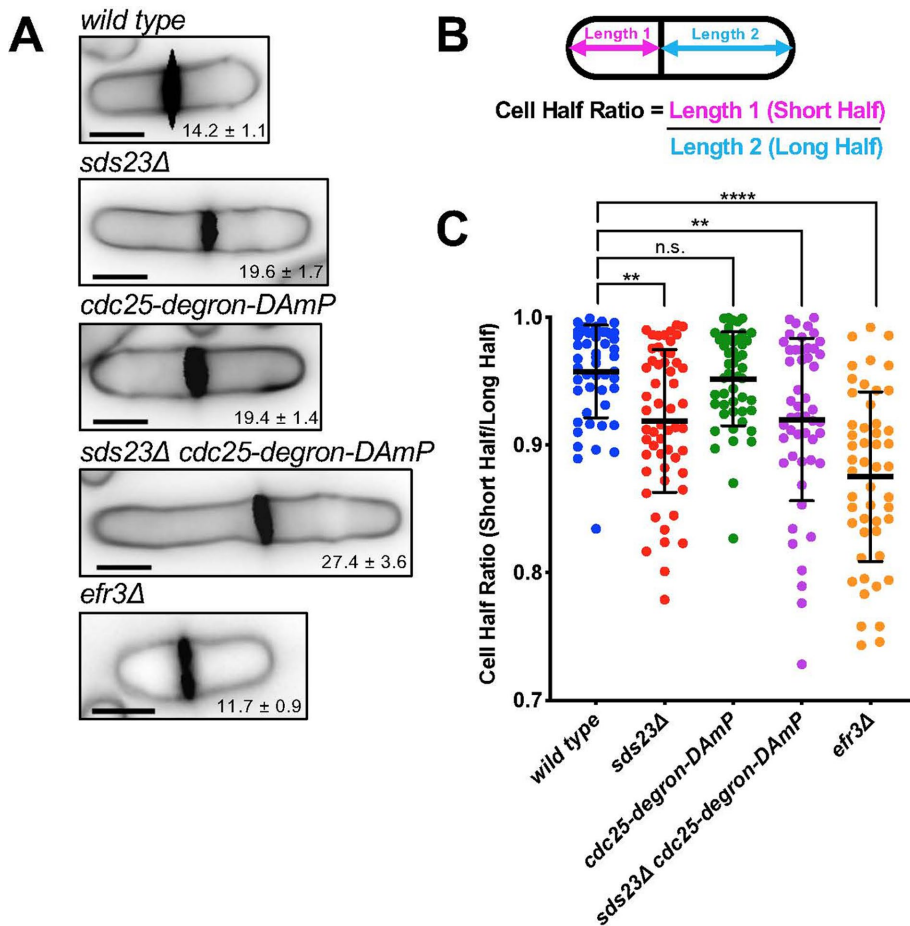 A
wild type
14.2 ± 1.1
sds23Δ
19.6 ± 1.7
cdc25-degron-DAmP
19.4 ± 1.4
sds23Δ cdc25-degron-DAmP
27.4 ± 3.6
efr3Δ
11.7 ± 0.9
B
Length 1
Length 2
Cell Half Ratio = Length 1 (Short Half)
Length 2 (Long Half)
C
****
**
n.s.
**
Cell Half Ratio (Short Half/Long Half)
1.0
0.9
0.8
0.7
wild type
sds23Δ
cdc25-degron-DAmP
sds23Δ cdc25-degron-DAmP
efr3Δ